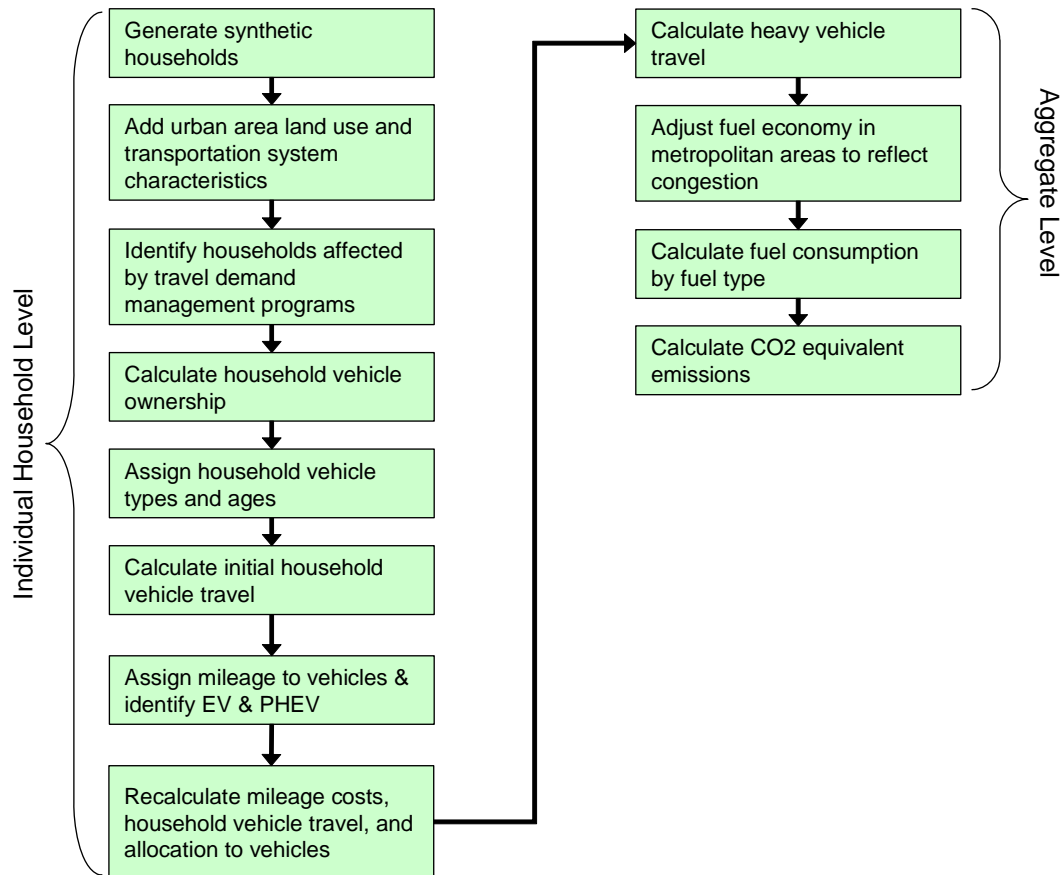 Individual Household Level
Generate synthetic
households
Add urban area land use and
transportation system
characteristics
Identify households affected
by travel demand
management programs
Calculate household vehicle
ownership
Assign household vehicle
types and ages
Calculate initial household
vehicle travel
Assign mileage to vehicles &
identify EV & PHEV
Recalculate mileage costs,
household vehicle travel, and
allocation to vehicles
Calculate heavy vehicle
travel
Adjust fuel economy in
metropolitan areas to reflect
congestion
Calculate fuel consumption
by fuel type
Calculate CO2 equivalent
emissions
Aggregate Level